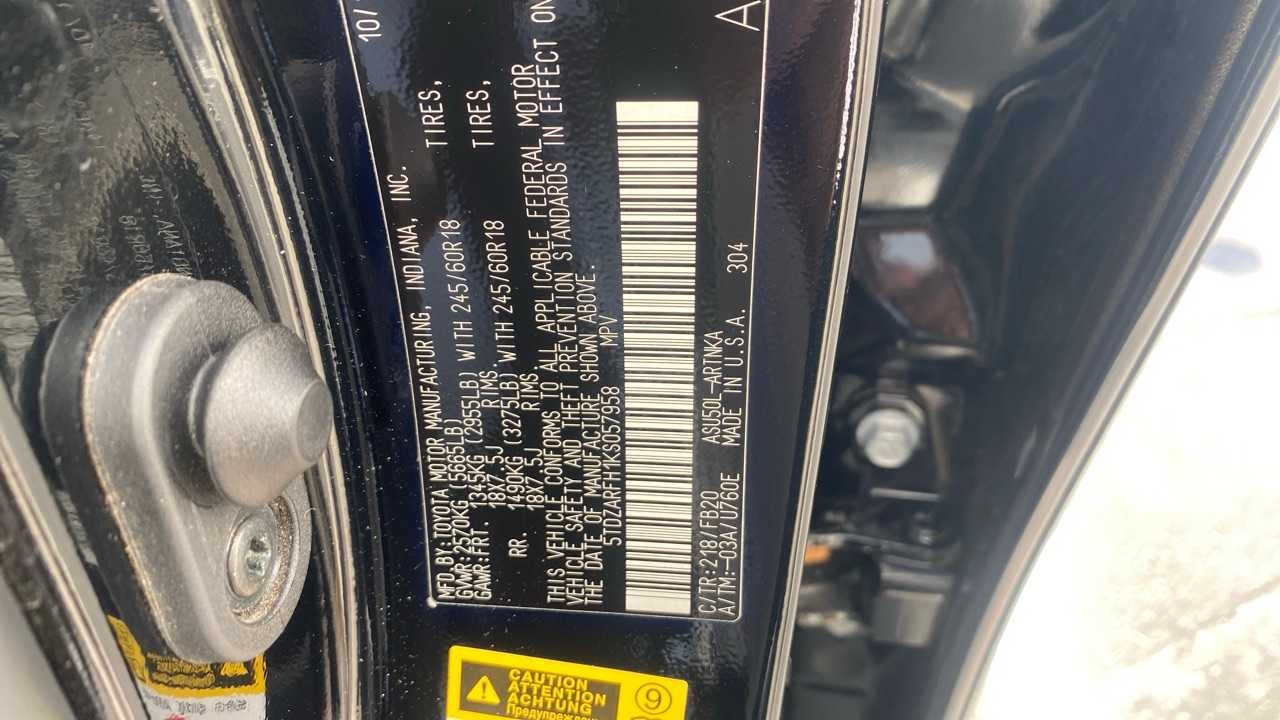 MFD.BY:TOYOTA MOTOR MANUFACTURING, INDIANA, INC. 10/
GVWR:2570KG (5665LB)
GAWR:FRT. 1345KG (2955LB) WITH 245/60R18 TIRES,
18X7.5J RIMS,
RR. 1490KG (3275LB) WITH 245/60R18 TIRES,
18X7.5J RIMS
THIS VEHICLE CONFORMS TO ALL APPLICABLE FEDERAL MOTOR
VEHICLE SAFETY AND THEFT PREVENTION STANDARDS IN EFFECT ON
THE DATE OF MANUFACTURE SHOWN ABOVE.
5TDZARFH1KS057958 MPV
C/TR:218/FB20 ASU50L-ARTNKA 304 A
A/TM:-03A/U760E MADE IN U.S.A.
CAUTION
ATTENTION
ACHTUNG
Предупрежде
9